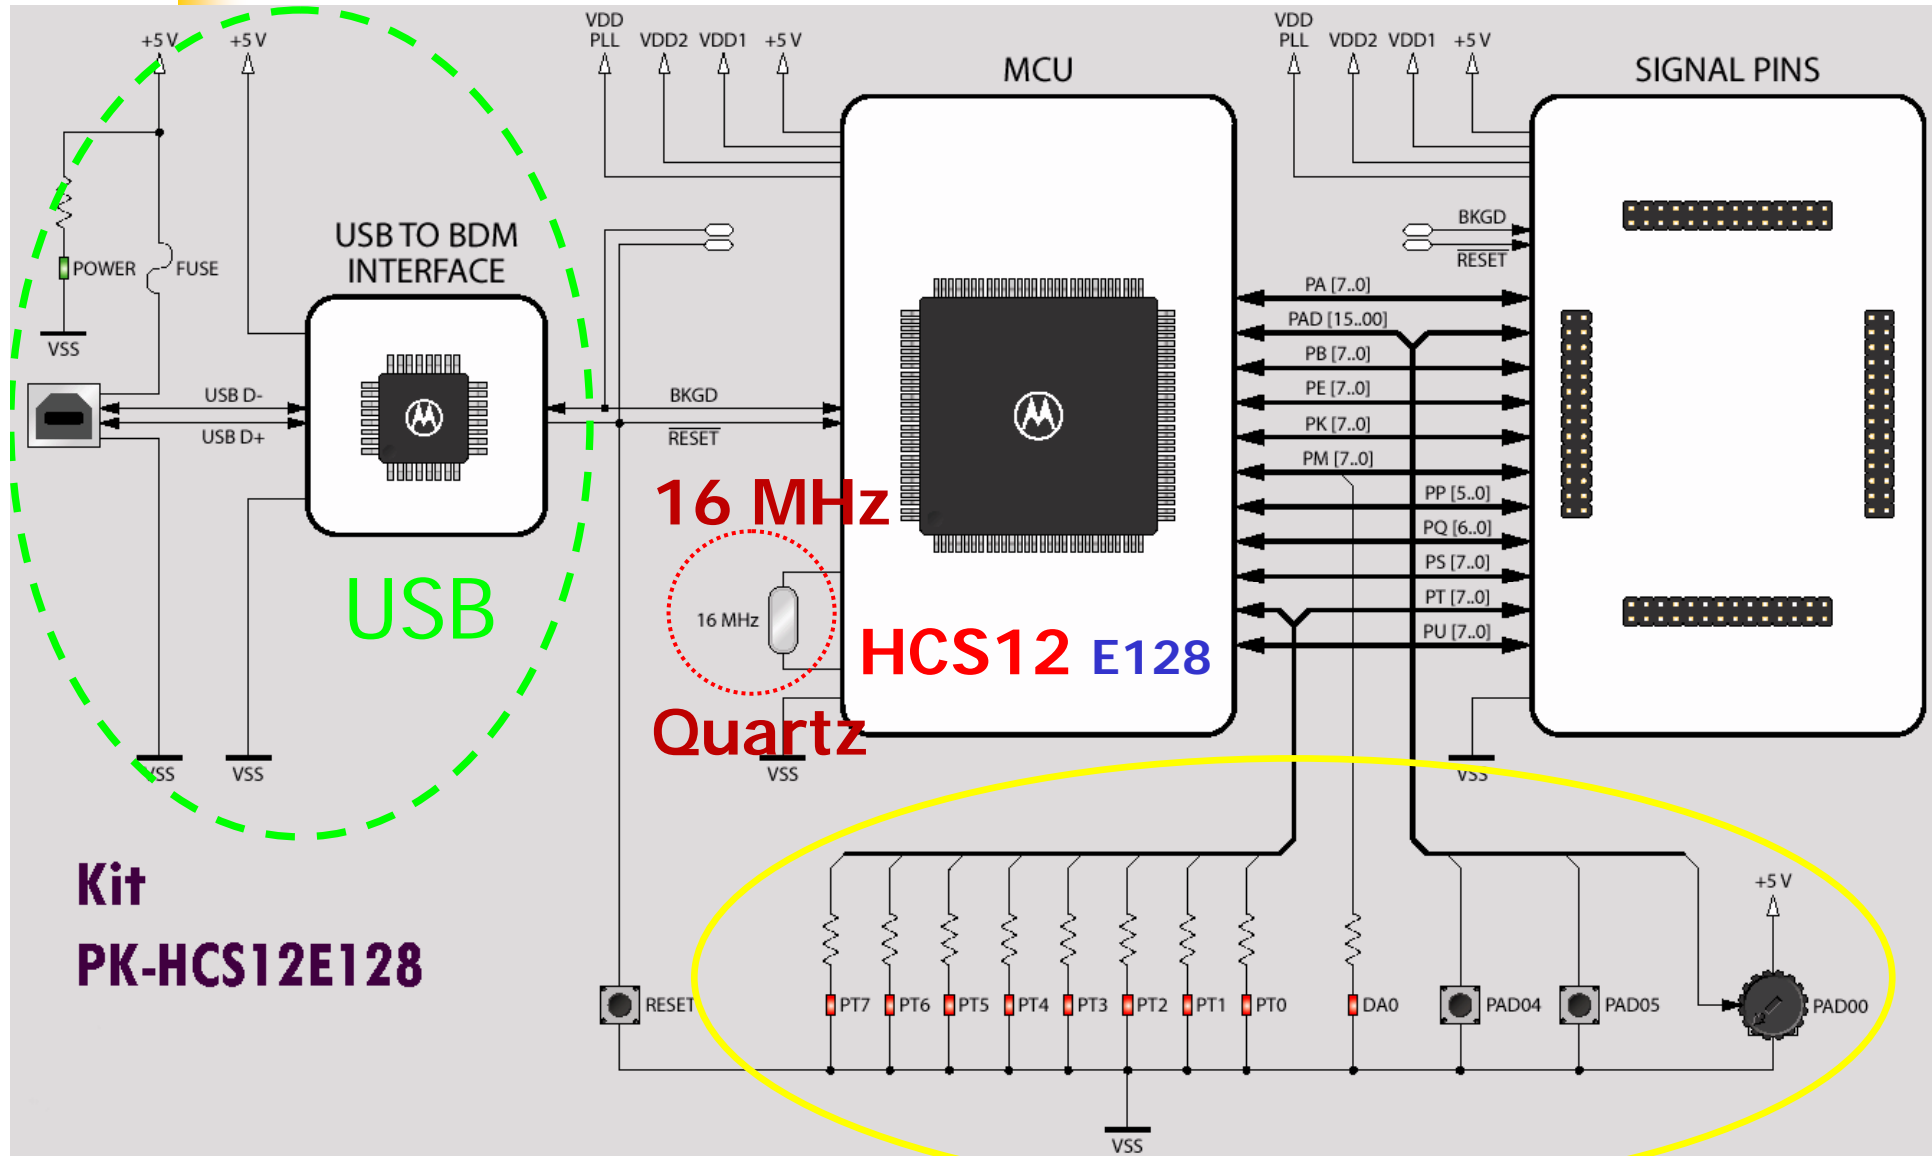 +5 V
+5 V
VDD
PLL
VDD2
VDD1
+5 V
MCU
VDD
PLL
VDD2
VDD1
+5 V
SIGNAL PINS
USB TO BDM
INTERFACE
POWER
FUSE
VSS
BKGD
RESET
PA [7..0]
PAD [15..00]
PB [7..0]
PE [7..0]
PK [7..0]
PM [7..0]
PP [5..0]
PQ [6..0]
PS [7..0]
PT [7..0]
PU [7..0]
USB D-
USB D+
BKGD
RESET
16 MHz
16 MHz
USB
HCS12 E128
Quartz
VSS
VSS
VSS
VSS
Kit
PK-HCS12E128
+5 V
RESET
PT7
PT6
PT5
PT4
PT3
PT2
PT1
PT0
DA0
PAD04
PAD05
PAD00
VSS